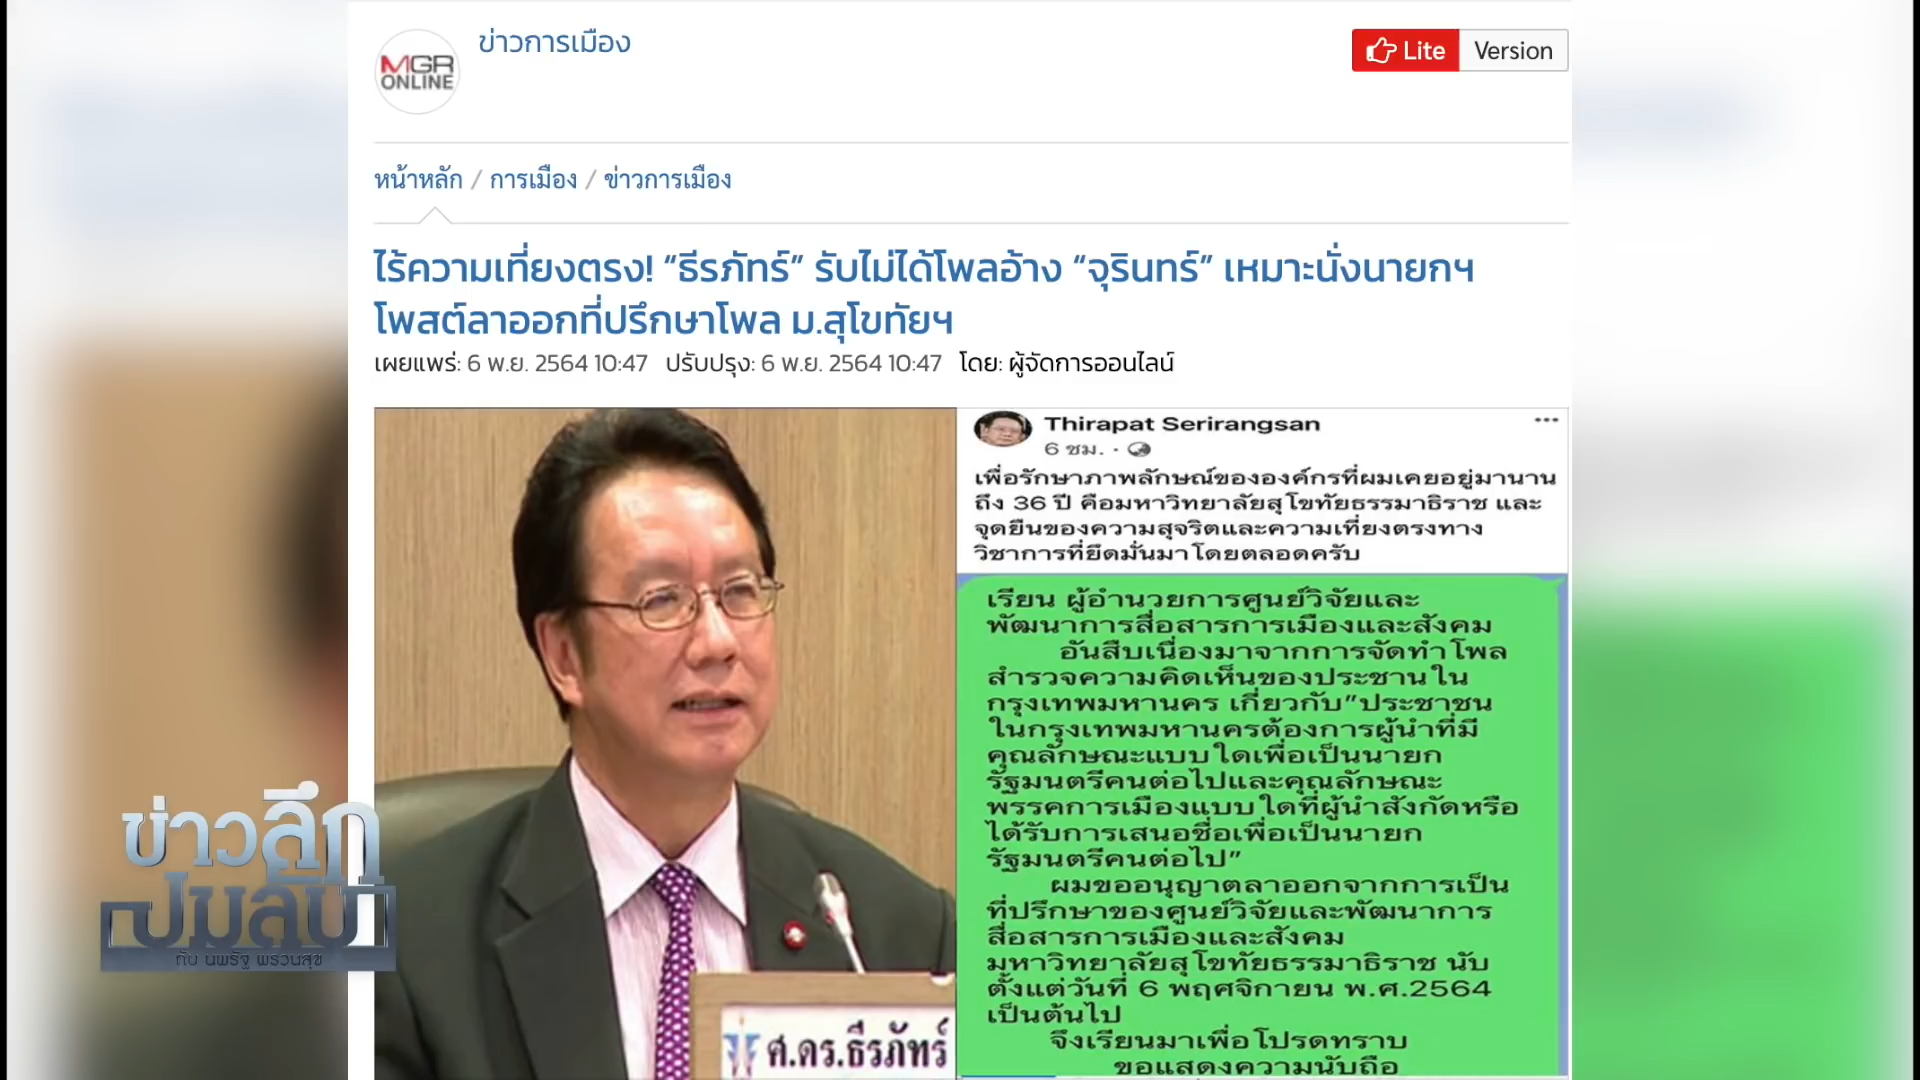 MGR
ONLINE
ข่าวการเมือง
Lite Version
หน้าหลัก / การเมือง / ข่าวการเมือง
ไร้ความเที่ยงตรง! “ธีรภัทร์” รับไม่ได้โพลอ้าง “จุรินทร์” เหมาะนั่งนายกฯ
โพสต์ลาออกที่ปรึกษาโพล ม.สุโขทัยฯ
เผยแพร่: 6 พ.ย. 2564 10:47 ปรับปรุง: 6 พ.ย. 2564 10:47 โดย: ผู้จัดการออนไลน์
Thirapat Serirangsan
6 ชม. ·
เพื่อรักษาภาพลักษณ์ขององค์กรที่ผมเคยอยู่มานาน
ถึง 36 ปี คือมหาวิทยาลัยสุโขทัยธรรมาธิราช และ
จุดยืนของความสุจริตและความเที่ยงตรงทาง
วิชาการที่ยึดมั่นมาโดยตลอดครับ
เรียน ผู้อำนวยการศูนย์วิจัยและ
พัฒนาการสื่อสารการเมืองและสังคม
อันสืบเนื่องมาจากการจัดทำโพล
สำรวจความคิดเห็นของประชานใน
กรุงเทพมหานคร เกี่ยวกับ”ประชาชน
ในกรุงเทพมหานครต้องการผู้นำที่มี
คุณลักษณะแบบใดเพื่อเป็นนายก
รัฐมนตรีคนต่อไปและคุณลักษณะ
พรรคการเมืองแบบใดที่ผู้นำสังกัดหรือ
ได้รับการเสนอชื่อเพื่อเป็นนายก
รัฐมนตรีคนต่อไป”
ผมขออนุญาตลาออกจากการเป็น
ที่ปรึกษาของศูนย์วิจัยและพัฒนาการ
สื่อสารการเมืองและสังคม
มหาวิทยาลัยสุโขทัยธรรมาธิราช นับ
ตั้งแต่วันที่ 6 พฤศจิกายน พ.ศ.2564
เป็นต้นไป
จึงเรียนมาเพื่อโปรดทราบ
ขอแสดงความนับถือ
ศ.ดร.ธีรภัทร์
ข่าวลึก
ปมลับ
กับ นพรัฐ พรวนสุข